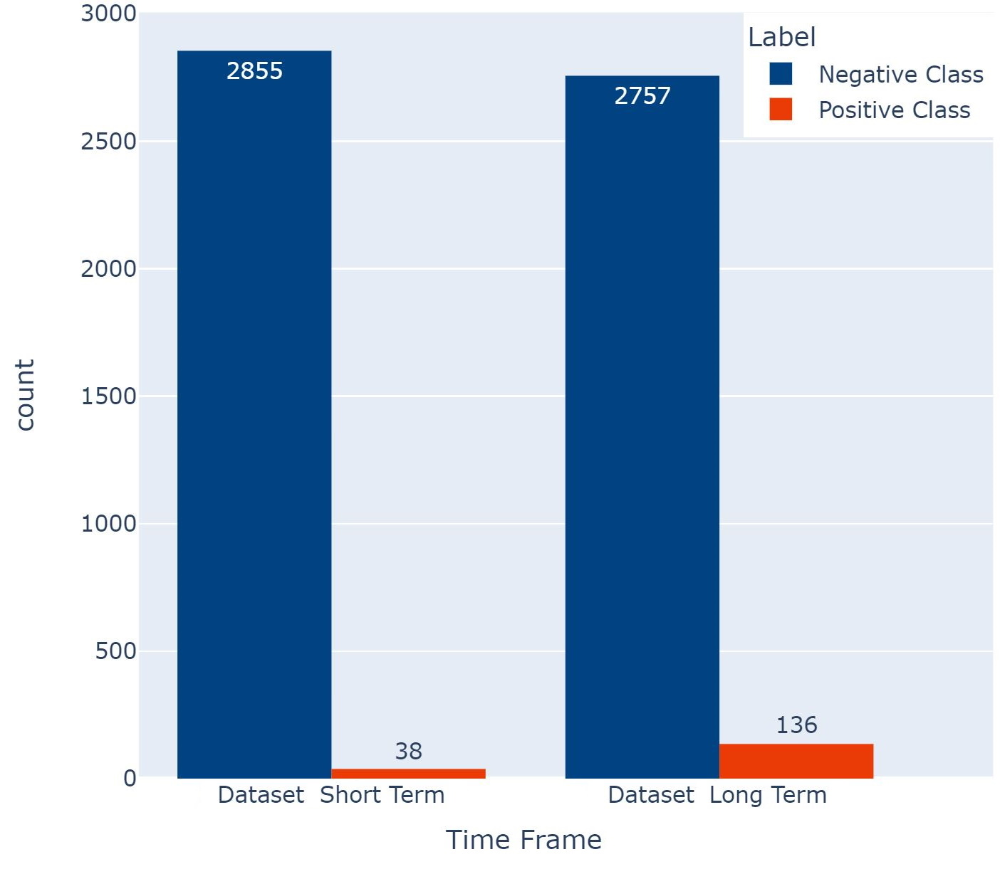 3000
2500
2000
1500
1000
500
0
count
2855
38
2757
136
Label
Negative Class
Positive Class
Dataset Short Term
Dataset Long Term
Time Frame